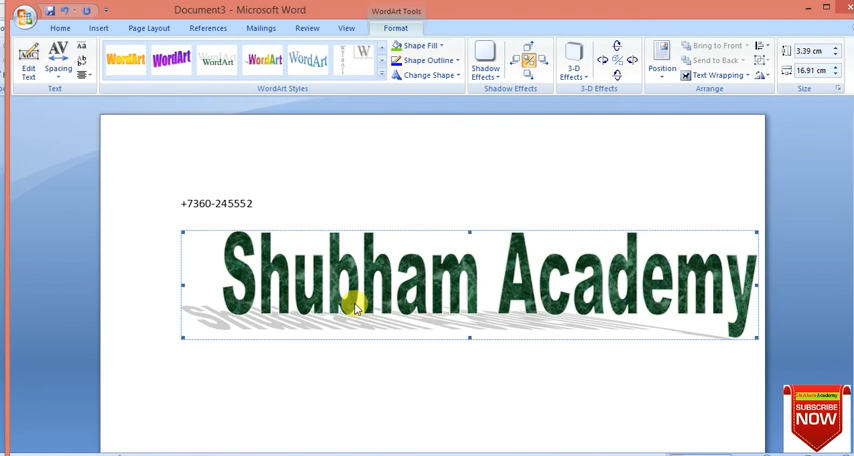 Document3 - Microsoft Word
WordArt Tools
Home Insert Page Layout References Mailings Review View Format
Edit Text
Spacing
Text
WordArt
WordArt
WordArt
WordArt
WordArt
W
WordArt Styles
Shape Fill
Shape Outline
Change Shape
Shadow Effects
Shadow Effects
3-D Effects
3-D Effects
Position
Bring to Front
Send to Back
Text Wrapping
Arrange
3.39 cm
16.91 cm
Size
+7360-245552
Shubham Academy
Academy
SUBSCRIBE
NOW